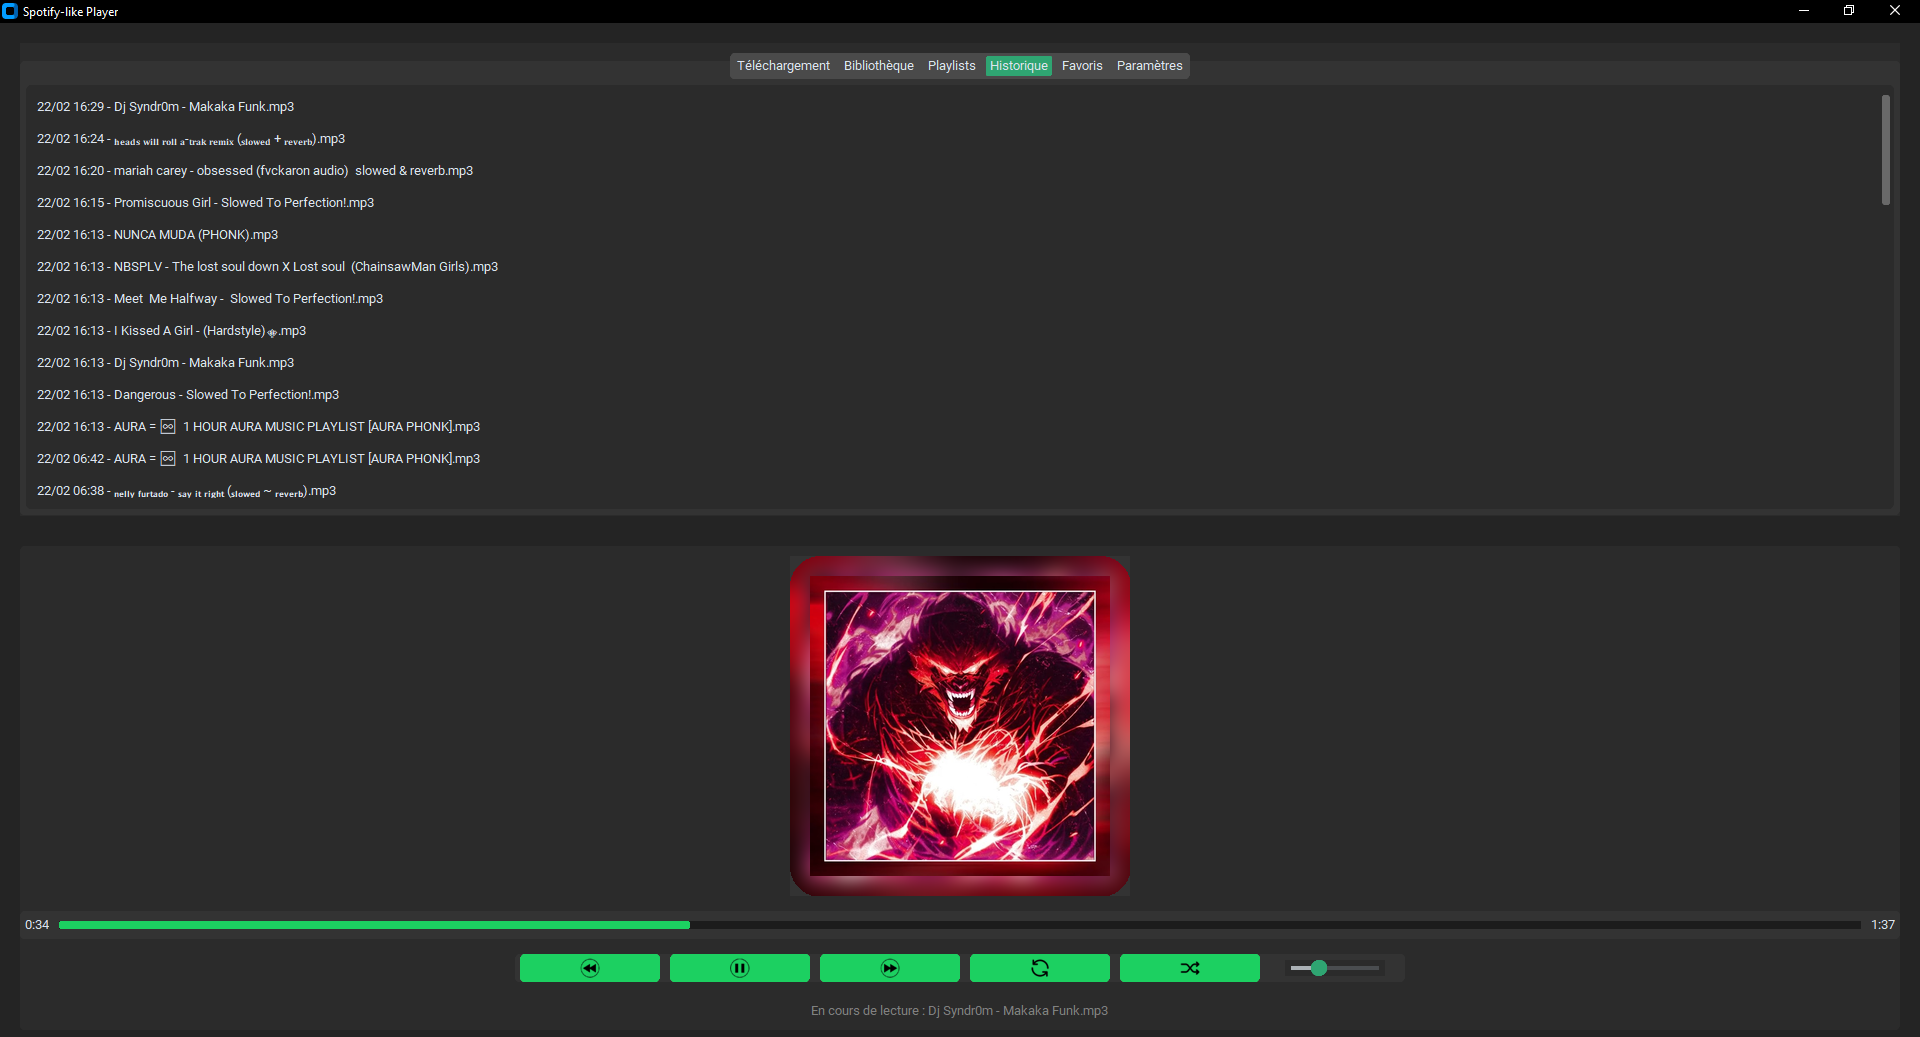 Spotify-like Player
Téléchargement Bibliothèque Playlists Historique Favoris Paramètres
22/02 16:29 - Dj Syndr0m - Makaka Funk.mp3
22/02 16:24 - heads will roll a-trak remix (slowed + reverb).mp3
22/02 16:20 - mariah carey - obsessed (fvckaron audio)  slowed & reverb.mp3
22/02 16:15 - Promiscuous Girl - Slowed To Perfection!.mp3
22/02 16:13 - NUNCA MUDA (PHONK).mp3
22/02 16:13 - NBSPLV - The lost soul down X Lost soul  (ChainsawMan Girls).mp3
22/02 16:13 - Meet  Me Halfway -  Slowed To Perfection!.mp3
22/02 16:13 - I Kissed A Girl - (Hardstyle) .mp3
22/02 16:13 - Dj Syndr0m - Makaka Funk.mp3
22/02 16:13 - Dangerous - Slowed To Perfection!.mp3
22/02 16:13 - AURA = ♾️  1 HOUR AURA MUSIC PLAYLIST [AURA PHONK].mp3
22/02 06:42 - AURA = ♾️  1 HOUR AURA MUSIC PLAYLIST [AURA PHONK].mp3
22/02 06:38 - nelly furtado - say it right (slowed ~ reverb).mp3
0:34 1:37
En cours de lecture : Dj Syndr0m - Makaka Funk.mp3